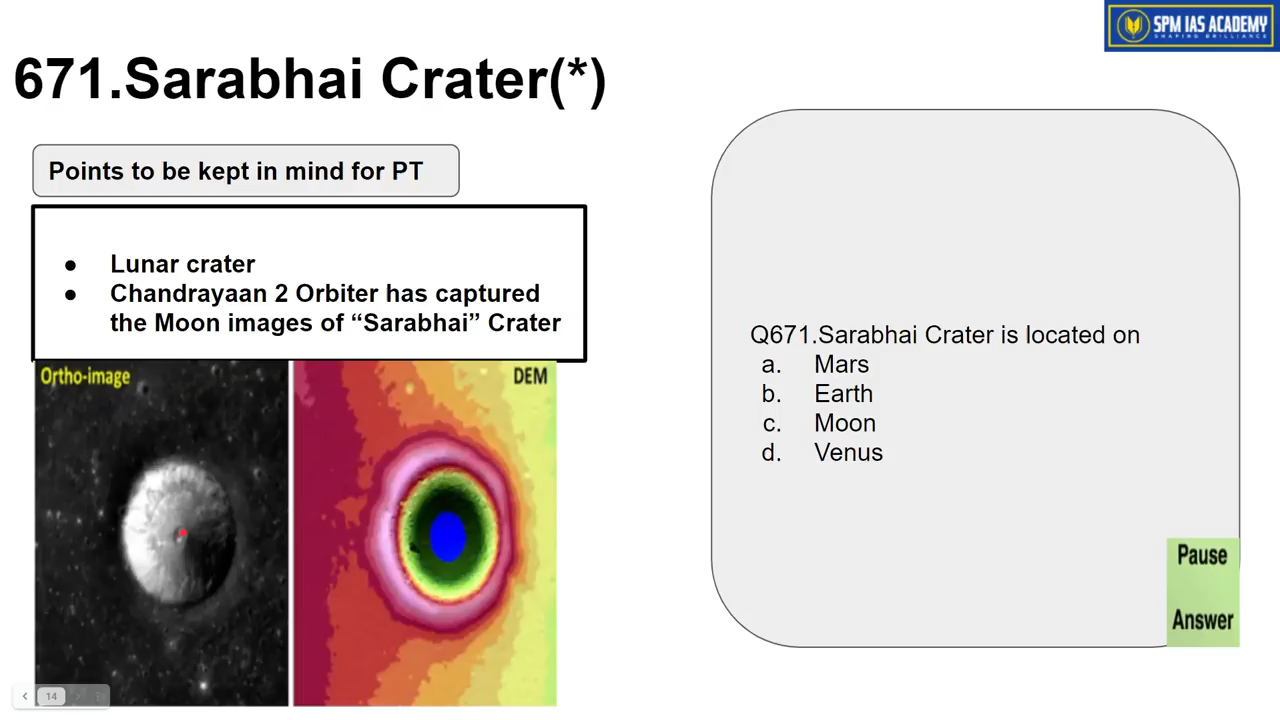 SPM IAS ACADEMY
SHAPING BRILLIANCE
671.Sarabhai Crater(*)
Points to be kept in mind for PT
● Lunar crater
● Chandrayaan 2 Orbiter has captured
the Moon images of “Sarabhai” Crater
Ortho-image
DEM
Q671.Sarabhai Crater is located on
a. Mars
b. Earth
c. Moon
d. Venus
Pause
Answer
14